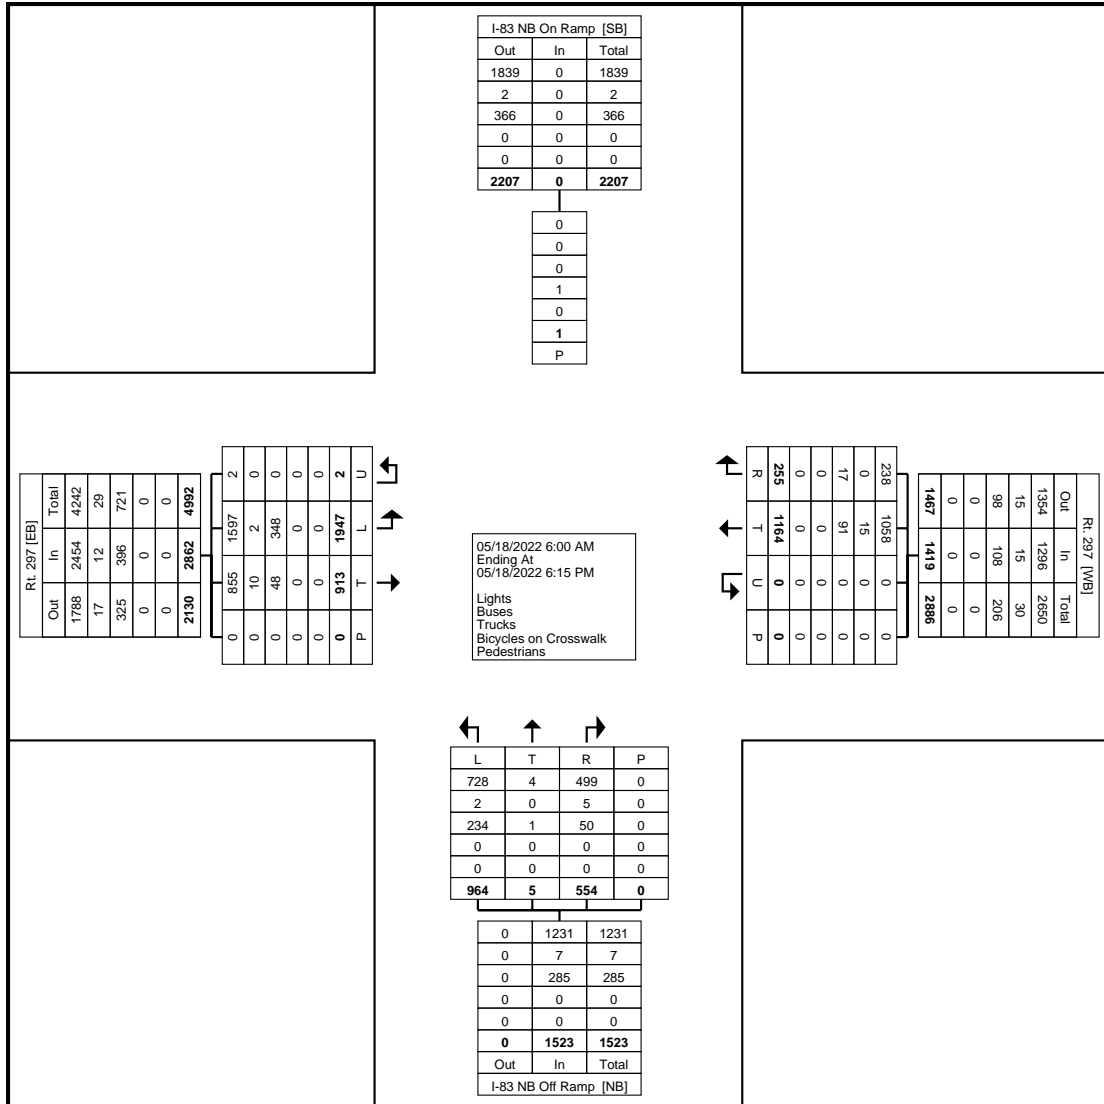 I-83 NB On Ramp [SB]
Out In Total
1839 0 1839
2 0 2
366 0 366
0 0 0
0 0 0
2207 0 2207
0
0
0
1
0
1
P
Rt. 297 [EB]
Total 4242 29 721 0 0 4992
In 2454 12 396 0 0 2862
Out 1788 17 325 0 0 2130
2 0 0 0 0 2 U
1597 2 348 0 0 1947 L
855 10 48 0 0 913 T
0 0 0 0 0 0 P
05/18/2022 6:00 AM
Ending At
05/18/2022 6:15 PM
Lights
Buses
Trucks
Bicycles on Crosswalk
Pedestrians
R 255 0 0 17 0 238
T 1164 0 0 91 15 1058
U 0 0 0 0 0 0
P 0 0 0 0 0 0
1467 0 0 98 15 1354 Out
1419 0 0 108 15 1296 In
2886 0 0 206 30 2650 Total
Rt. 297 [WB]
L T R P
728 4 499 0
2 0 5 0
234 1 50 0
0 0 0 0
0 0 0 0
964 5 554 0
0 1231 1231
0 7 7
0 285 285
0 0 0
0 0 0
0 1523 1523
Out In Total
I-83 NB Off Ramp [NB]